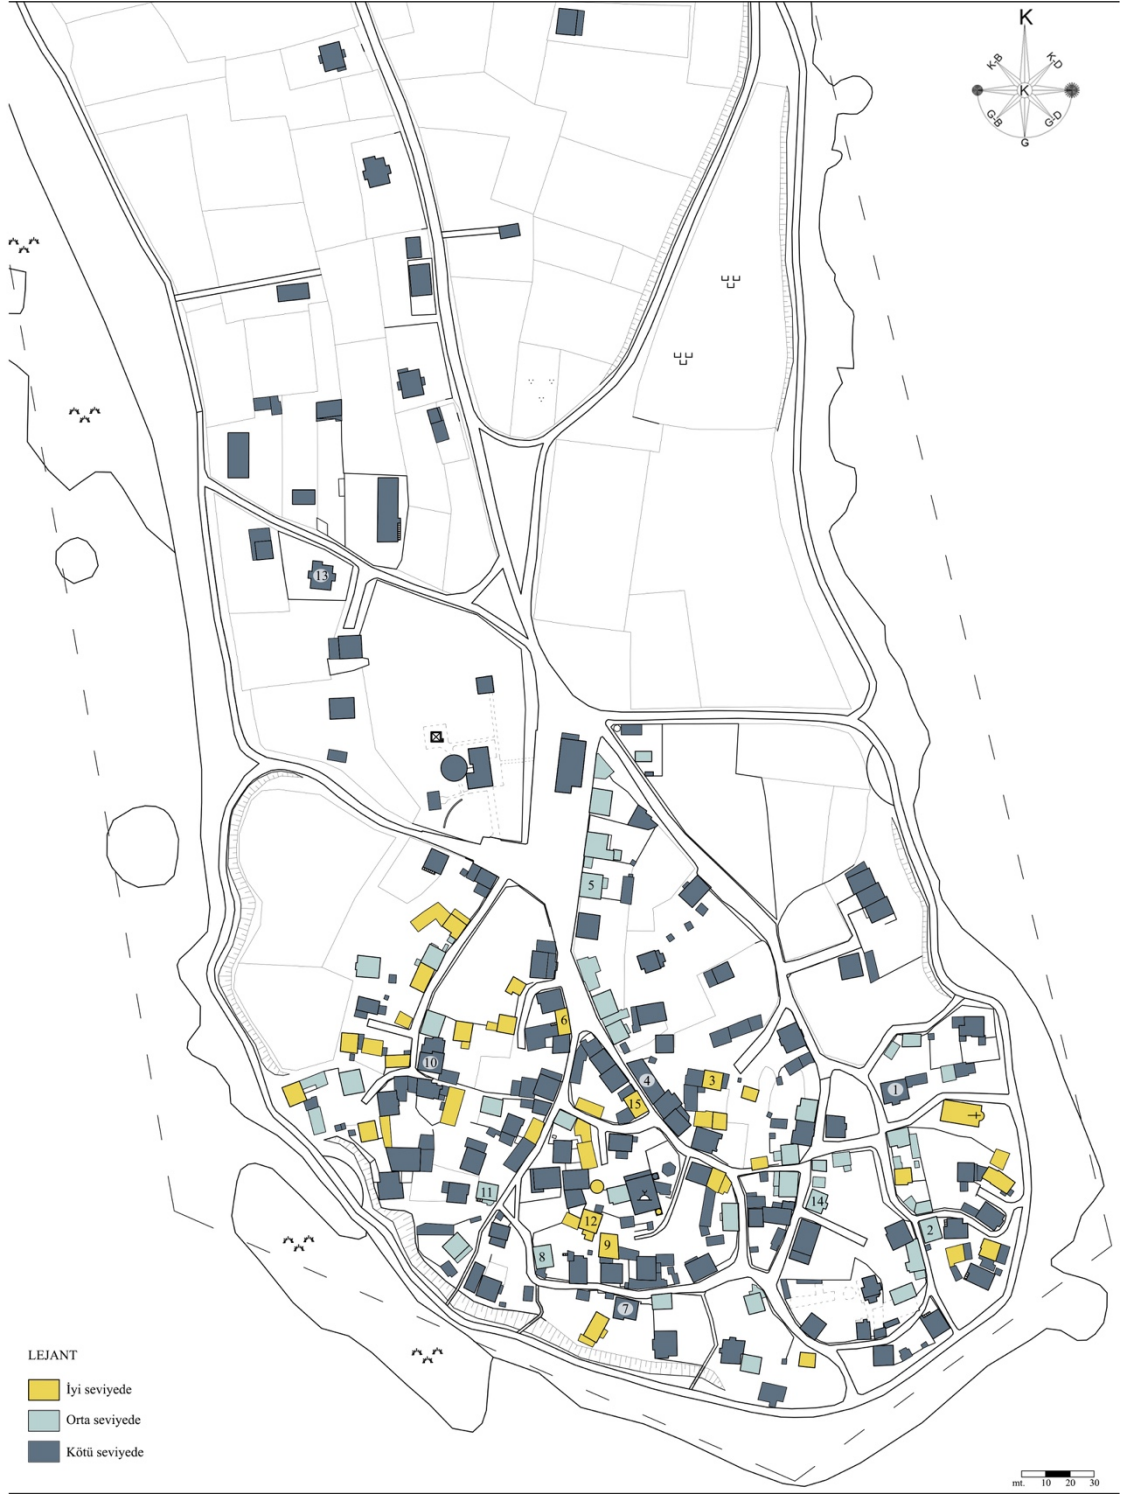 K
K-B
K-D
K
G-B
G-D
G
13
5
6
10
4
3
15
1
11
12
14
2
9
8
7
LEJANT
İyi seviyede
Orta seviyede
Kötü seviyede
mt. 10 20 30